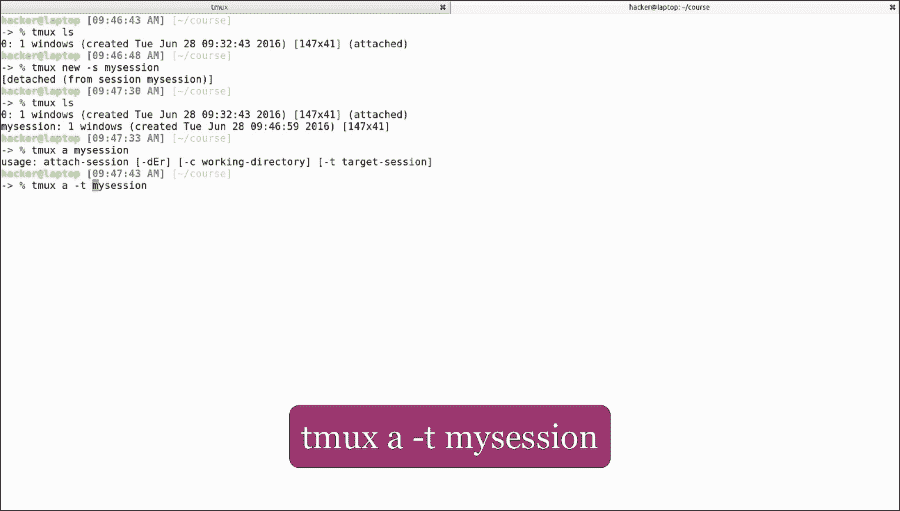 tmux ✖ hacker@laptop:~/course ✖
hacker@laptop [09:46:43 AM] [~/course]
-> % tmux ls
0: 1 windows (created Tue Jun 28 09:32:43 2016) [147x41] (attached)
hacker@laptop [09:46:48 AM] [~/course]
-> % tmux new -s mysession
[detached (from session mysession)]
hacker@laptop [09:47:30 AM] [~/course]
-> % tmux ls
0: 1 windows (created Tue Jun 28 09:32:43 2016) [147x41] (attached)
mysession: 1 windows (created Tue Jun 28 09:46:59 2016) [147x41]
hacker@laptop [09:47:33 AM] [~/course]
-> % tmux a mysession
usage: attach-session [-dEr] [-c working-directory] [-t target-session]
hacker@laptop [09:47:43 AM] [~/course]
-> % tmux a -t mysession
tmux a -t mysession